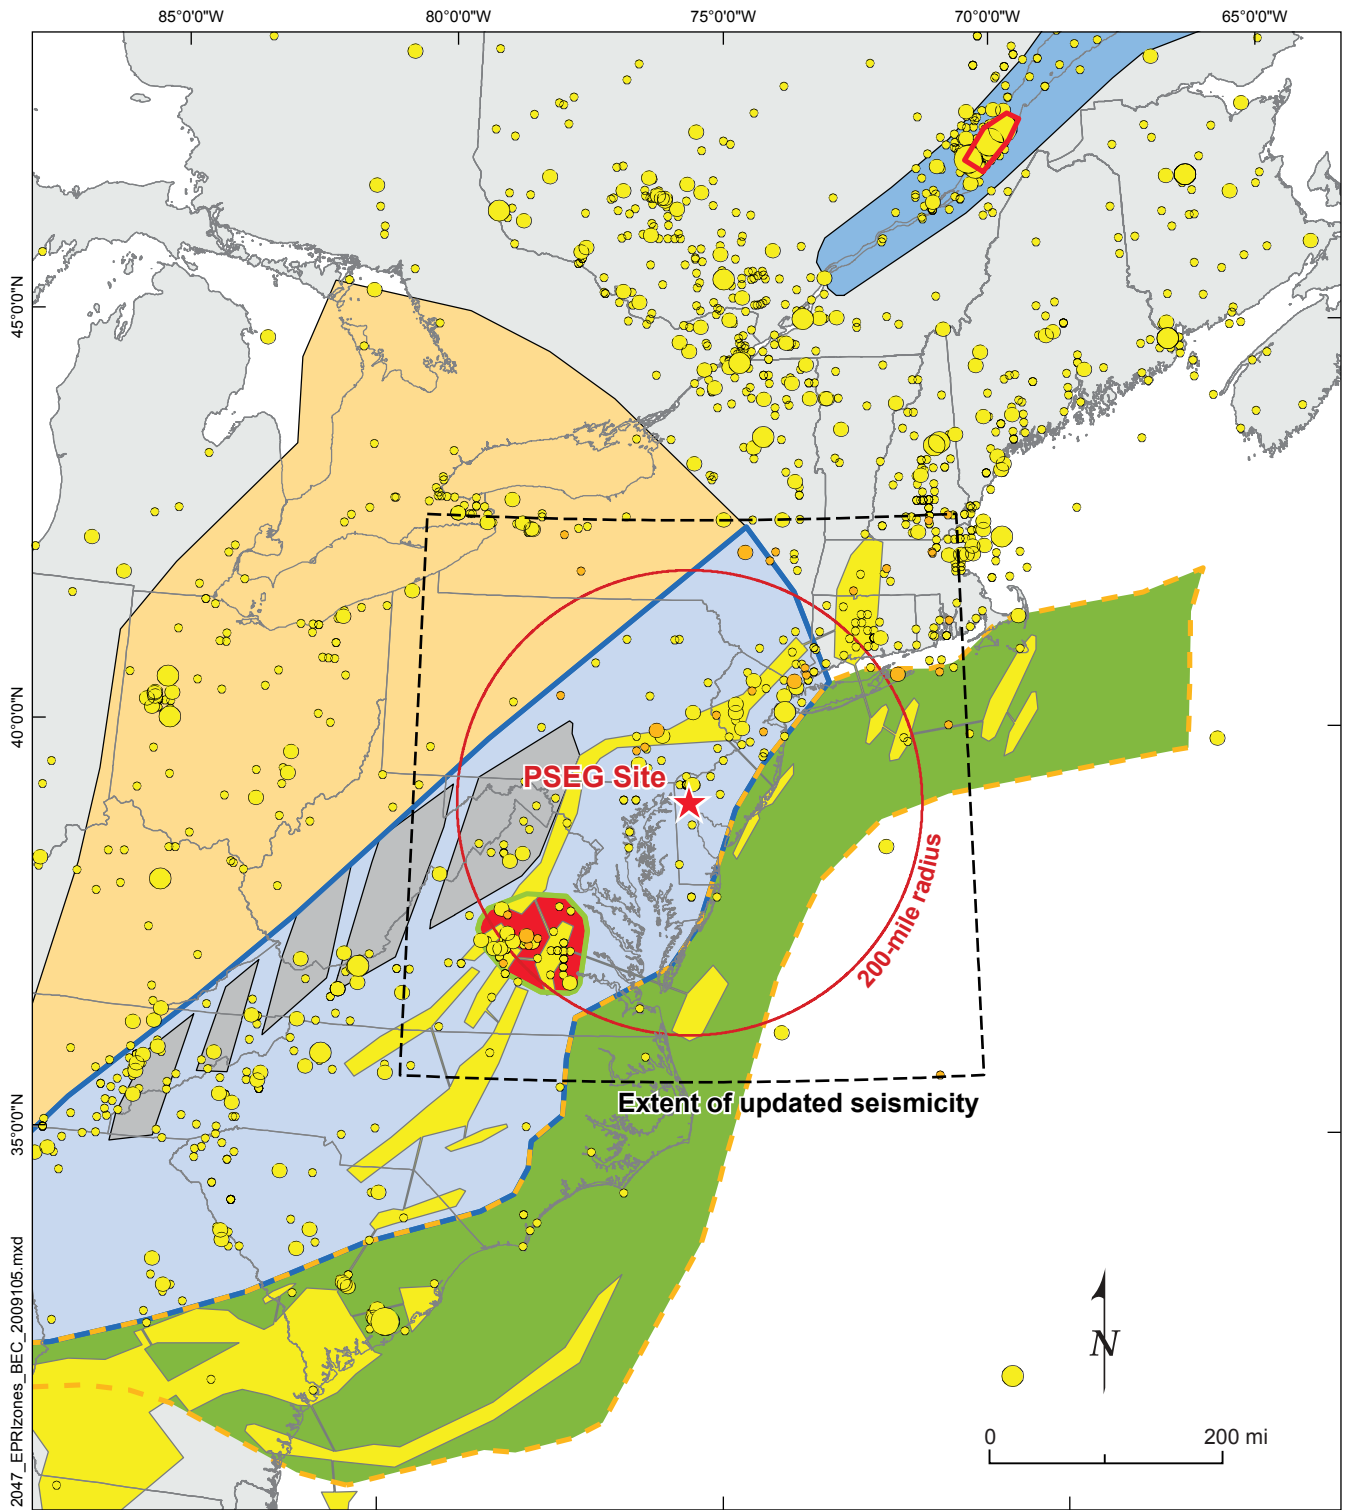 85°0'0"W
80°0'0"W
75°0'0"W
70°0'0"W
65°0'0"W
45°0'0"N
40°0'0"N
35°0'0"N
PSEG Site
200-mile radius
Extent of updated seismicity
N
0
200 mi
2047_EPRIzones_BEC_2009105.mxd